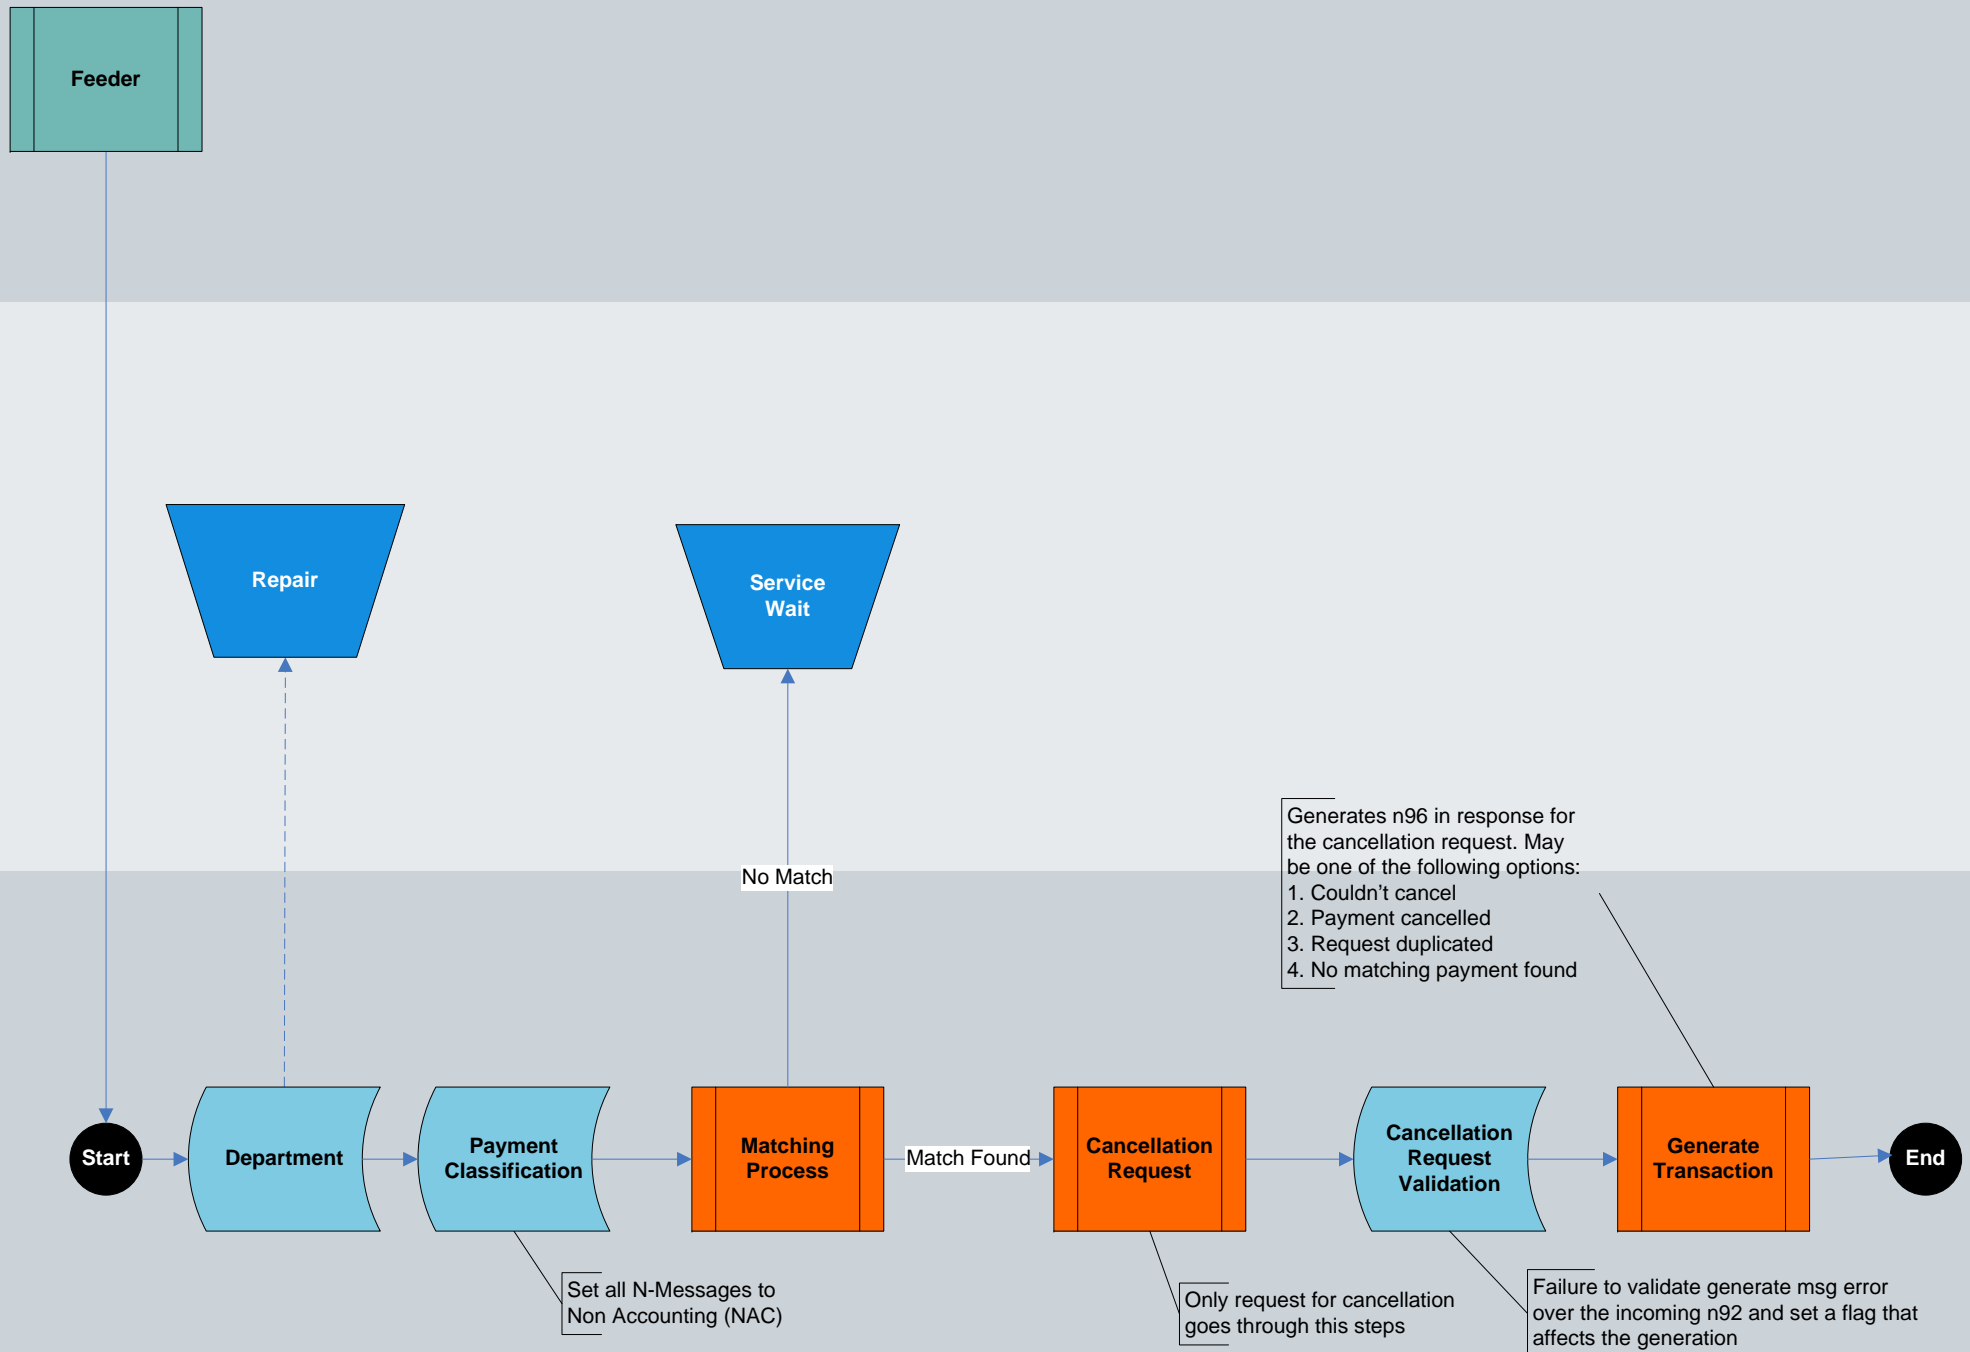 Feeder
Repair
Service
Wait
No Match
Generates n96 in response for
the cancellation request. May
be one of the following options:
1. Couldn't cancel
2. Payment cancelled
3. Request duplicated
4. No matching payment found
Start
Department
Payment
Classification
Matching
Process
Match Found
Cancellation
Request
Cancellation
Request
Validation
Generate
Transaction
End
Set all N-Messages to
Non Accounting (NAC)
Only request for cancellation
goes through this steps
Failure to validate generate msg error
over the incoming n92 and set a flag that
affects the generation